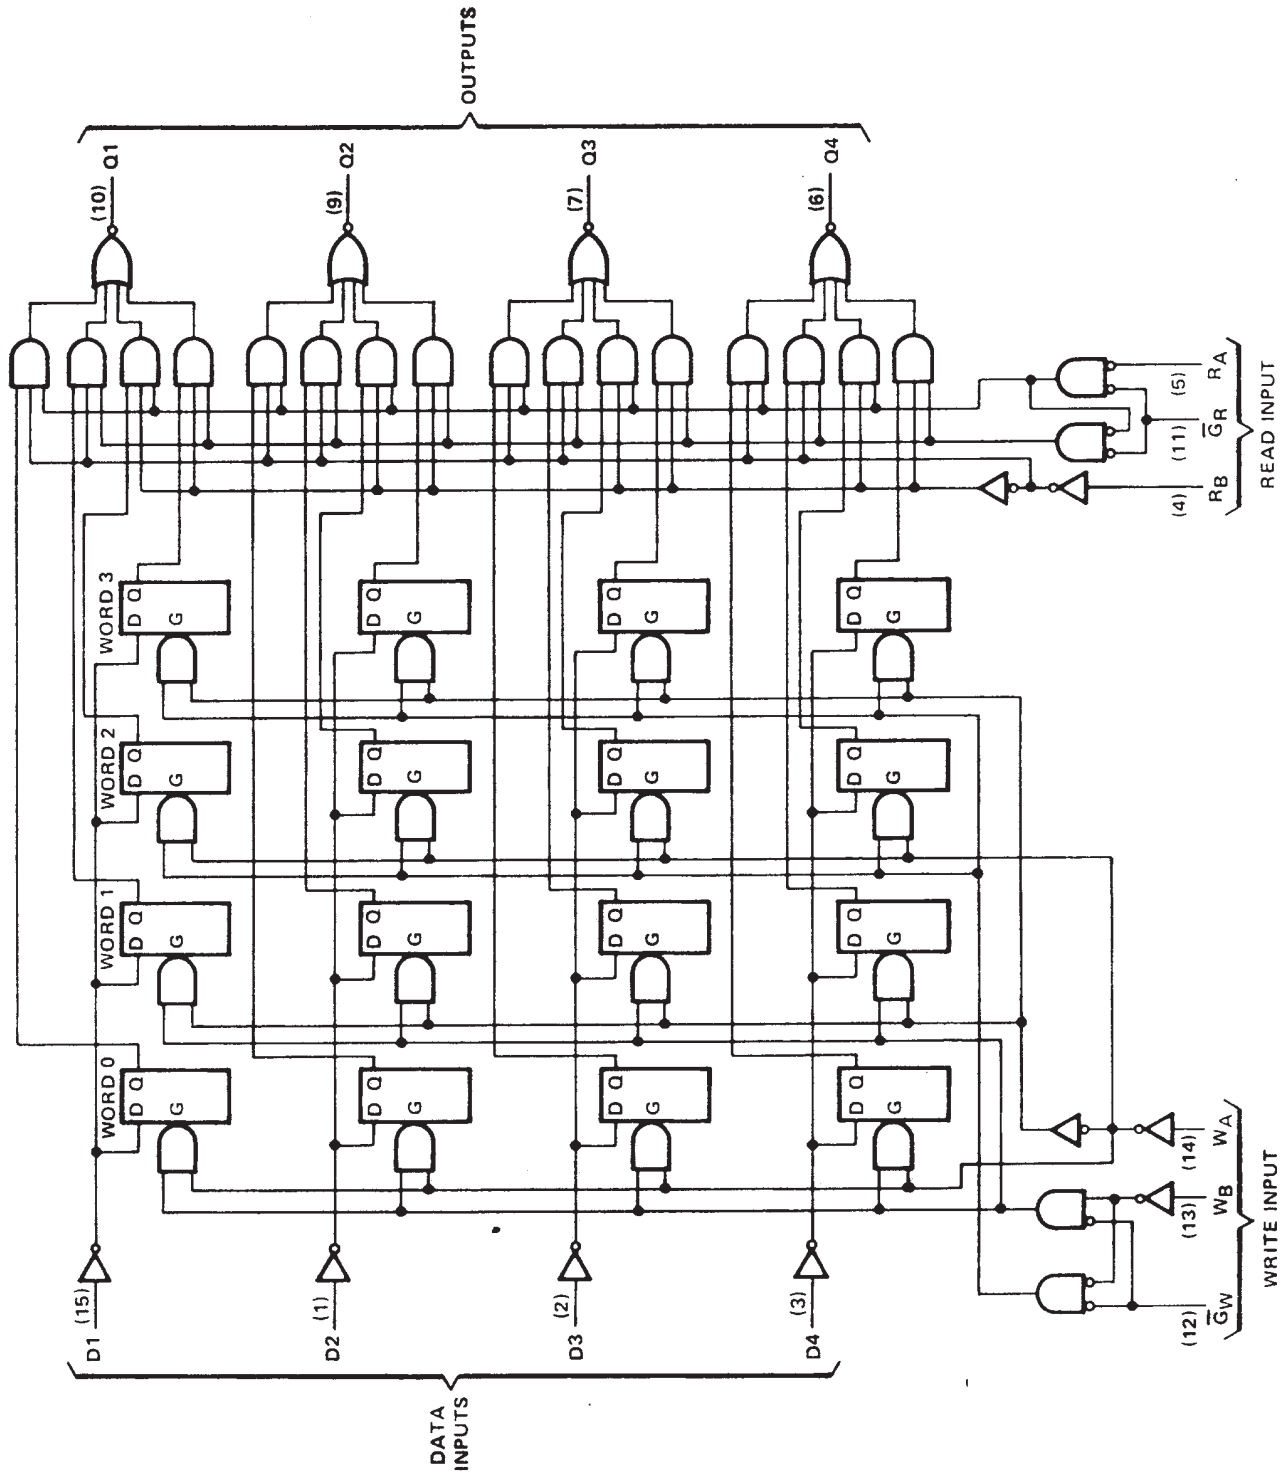 OUTPUTS
(10) Q1
(9) Q2
(7) Q3
(6) Q4
WORD 0
WORD 1
WORD 2
WORD 3
D Q
G
D Q
G
D Q
G
D Q
G
D Q
G
D Q
G
D Q
G
D Q
G
D Q
G
D Q
G
D Q
G
D Q
G
D Q
G
D Q
G
D Q
G
D Q
G
D1 (15)
D2 (1)
D3 (2)
D4 (3)
DATA
INPUTS
(12) (13) (14)
G̅W WB WA
WRITE INPUT
(4) (11) (5)
RB G̅R RA
READ INPUT